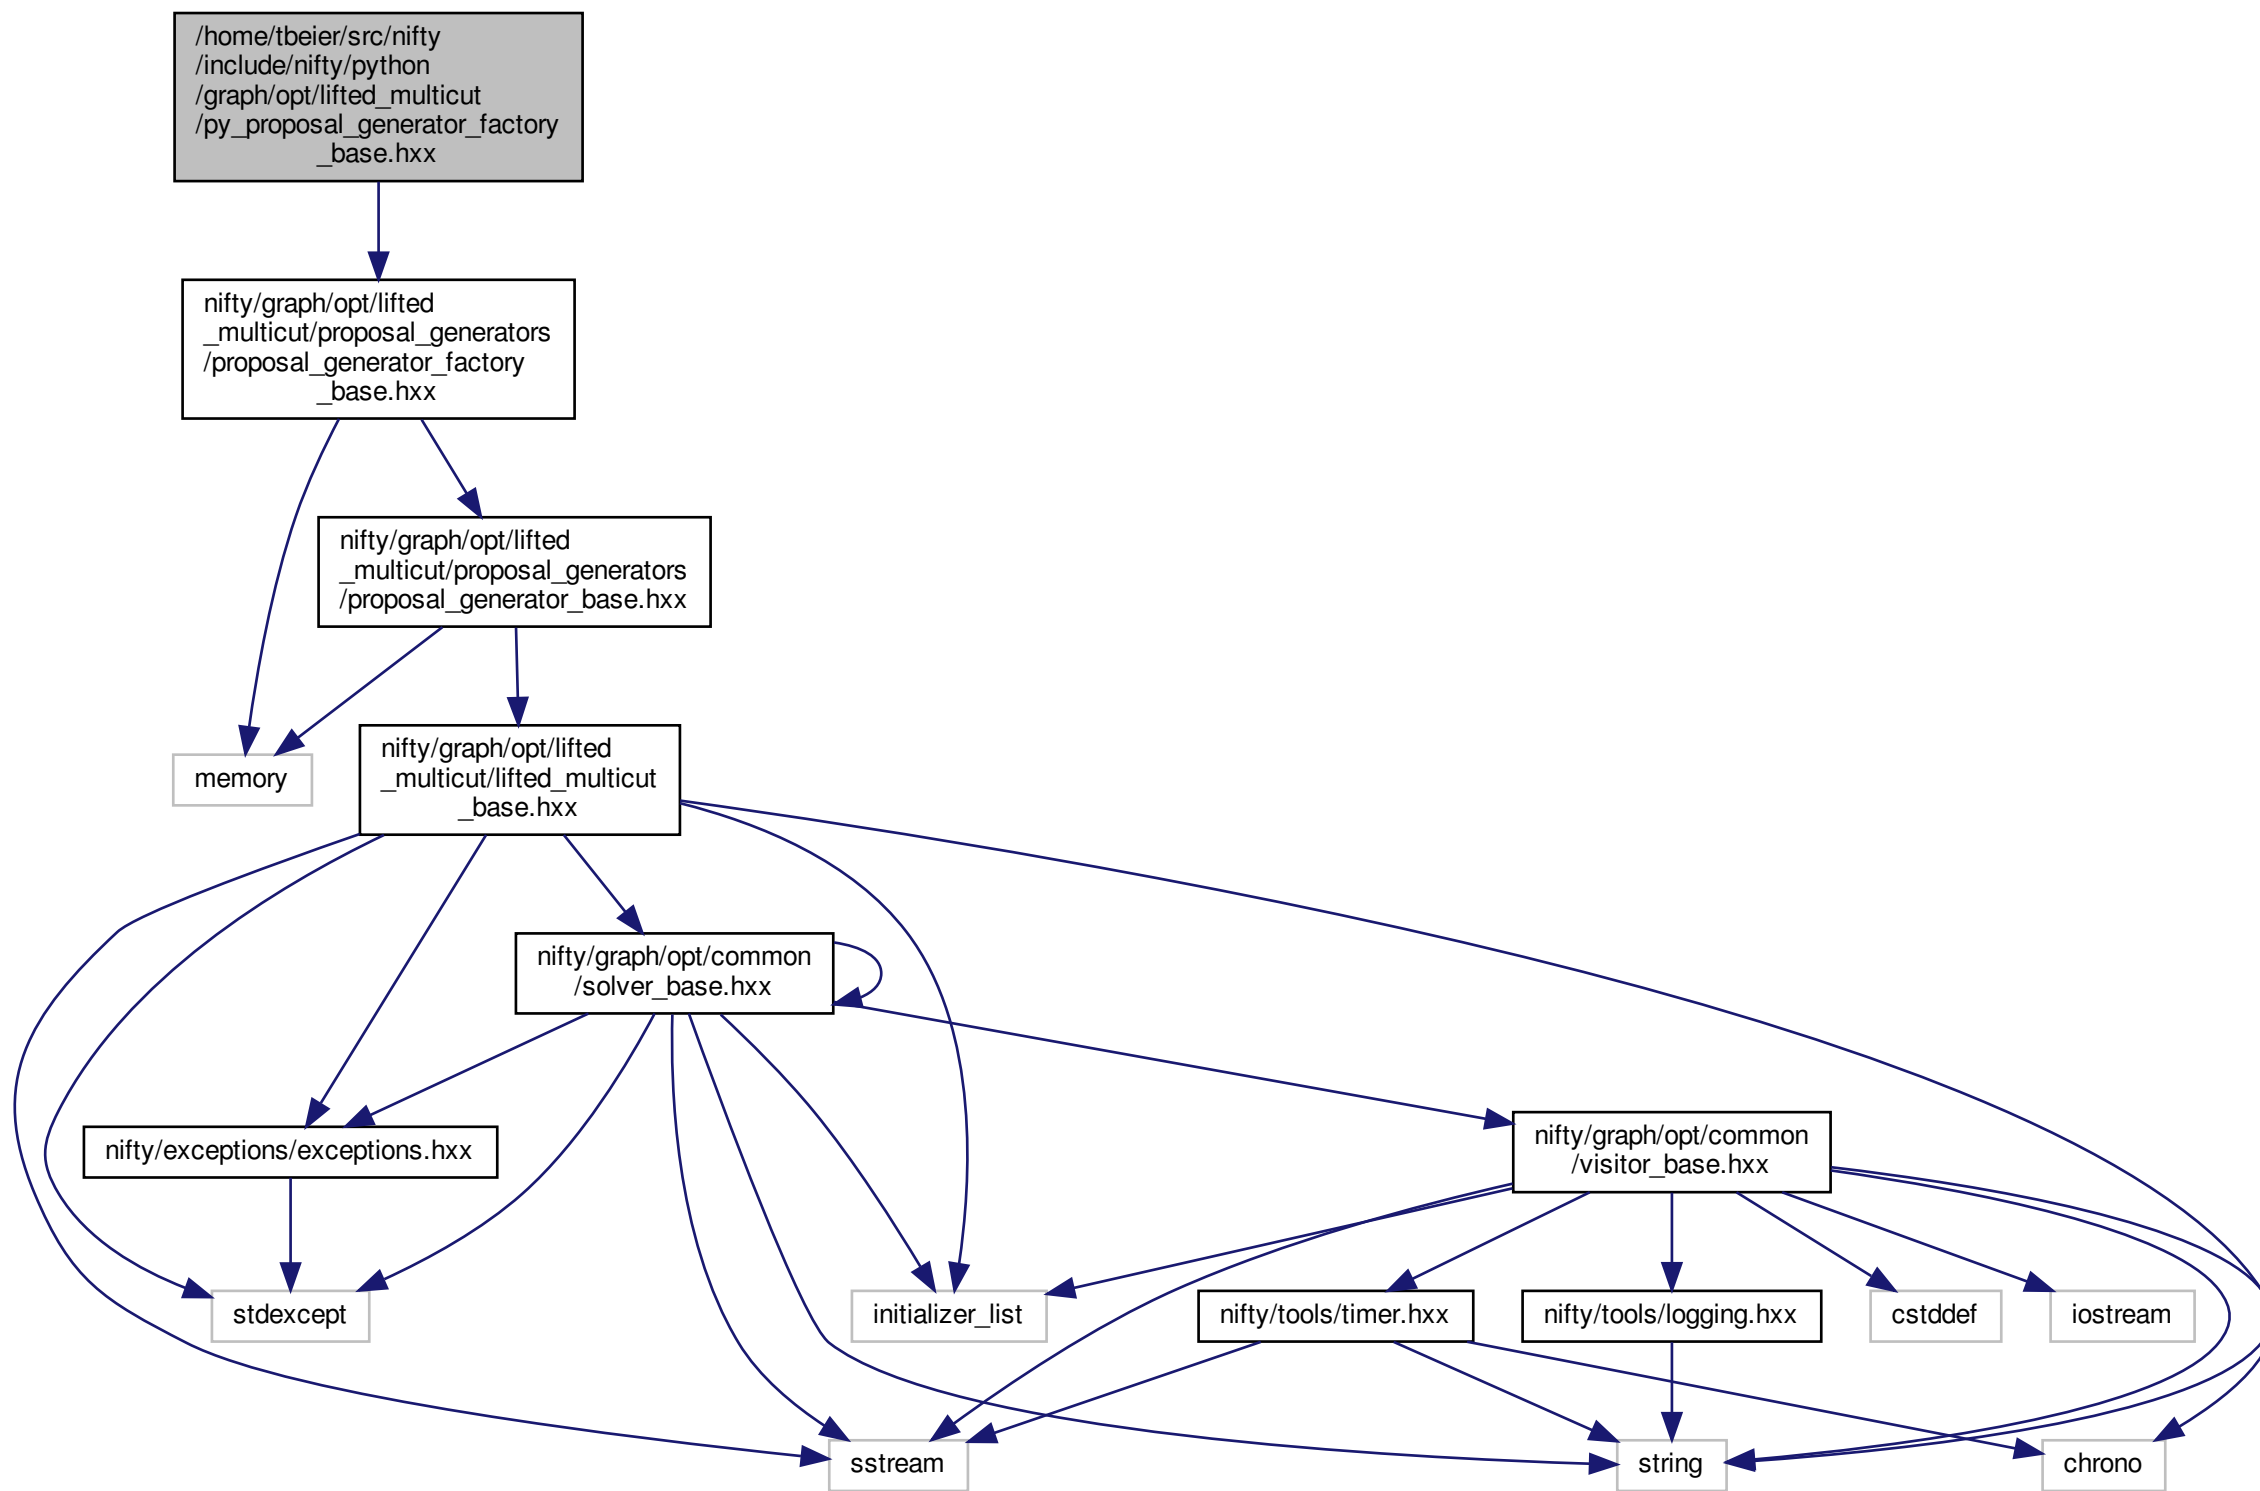 /home/tbeier/src/nifty
/include/nifty/python
/graph/opt/lifted_multicut
/py_proposal_generator_factory
_base.hxx
nifty/graph/opt/lifted
_multicut/proposal_generators
/proposal_generator_factory
_base.hxx
nifty/graph/opt/lifted
_multicut/proposal_generators
/proposal_generator_base.hxx
memory
nifty/graph/opt/lifted
_multicut/lifted_multicut
_base.hxx
nifty/graph/opt/common
/solver_base.hxx
nifty/exceptions/exceptions.hxx
nifty/graph/opt/common
/visitor_base.hxx
stdexcept
initializer_list
nifty/tools/timer.hxx
nifty/tools/logging.hxx
cstddef
iostream
sstream
string
chrono